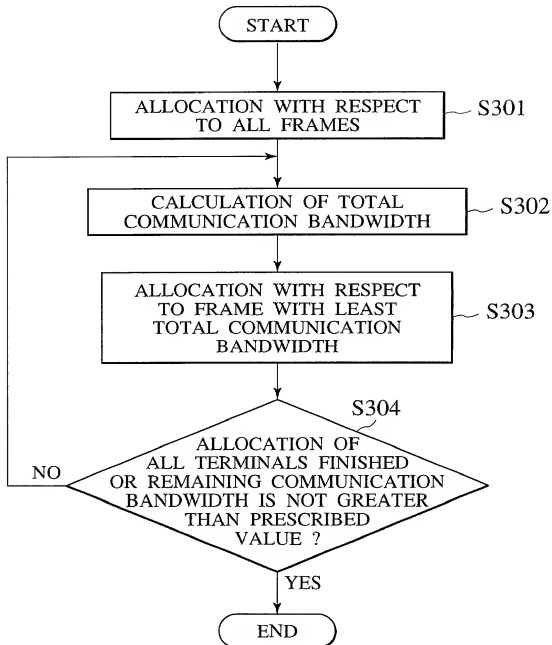 START
ALLOCATION WITH RESPECT
TO ALL FRAMES
S301
CALCULATION OF TOTAL
COMMUNICATION BANDWIDTH
S302
ALLOCATION WITH RESPECT
TO FRAME WITH LEAST
TOTAL COMMUNICATION
BANDWIDTH
S303
S304
ALLOCATION OF
ALL TERMINALS FINISHED
OR REMAINING COMMUNICATION
BANDWIDTH IS NOT GREATER
THAN PRESCRIBED
VALUE ?
NO
YES
END